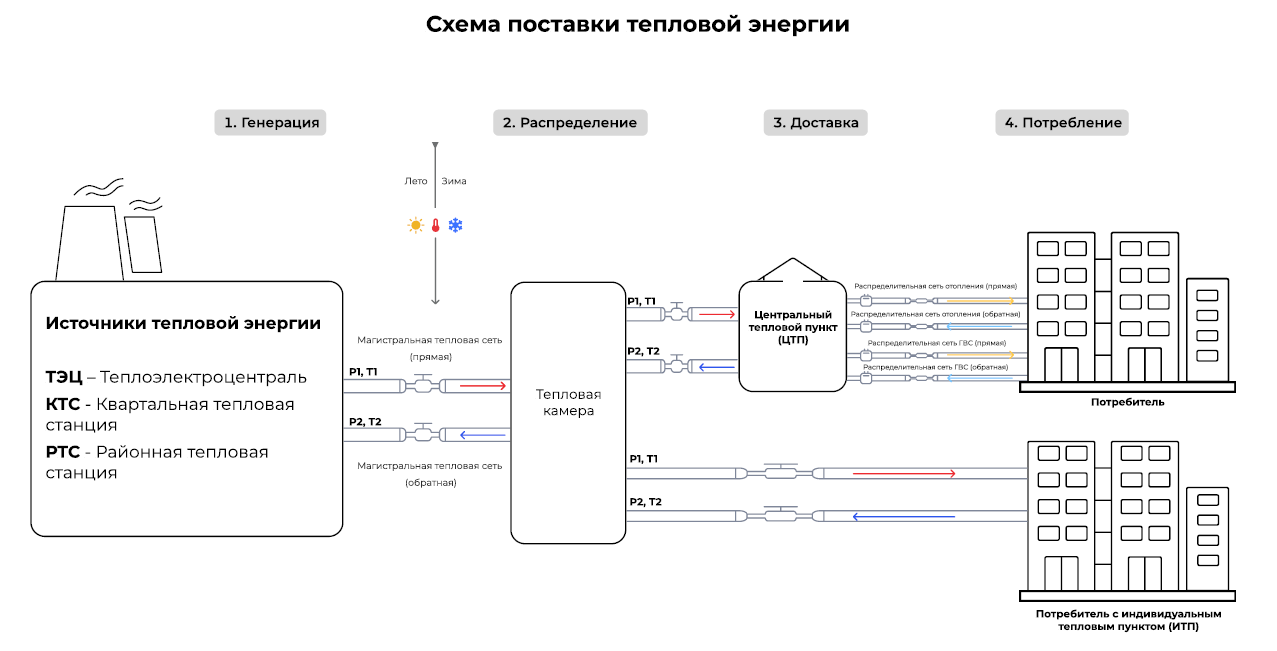 Схема поставки тепловой энергии
1. Генерация
2. Распределение
3. Доставка
4. Потребление
Лето
Зима
Источники тепловой энергии
ТЭЦ – Теплоэлектроцентраль
КТС - Квартальная тепловая
станция
РТС - Районная тепловая
станция
Магистральная тепловая сеть
(прямая)
P1, T1
P2, T2
Магистральная тепловая сеть
(обратная)
Тепловая
камера
P1, T1
P2, T2
P1, T1
P2, T2
Центральный
тепловой пункт
(ЦТП)
Распределительная сеть отопления (прямая)
Распределительная сеть отопления (обратная)
Распределительная сеть ГВС (прямая)
Распределительная сеть ГВС (обратная)
Потребитель
Потребитель с индивидуальным
тепловым пунктом (ИТП)